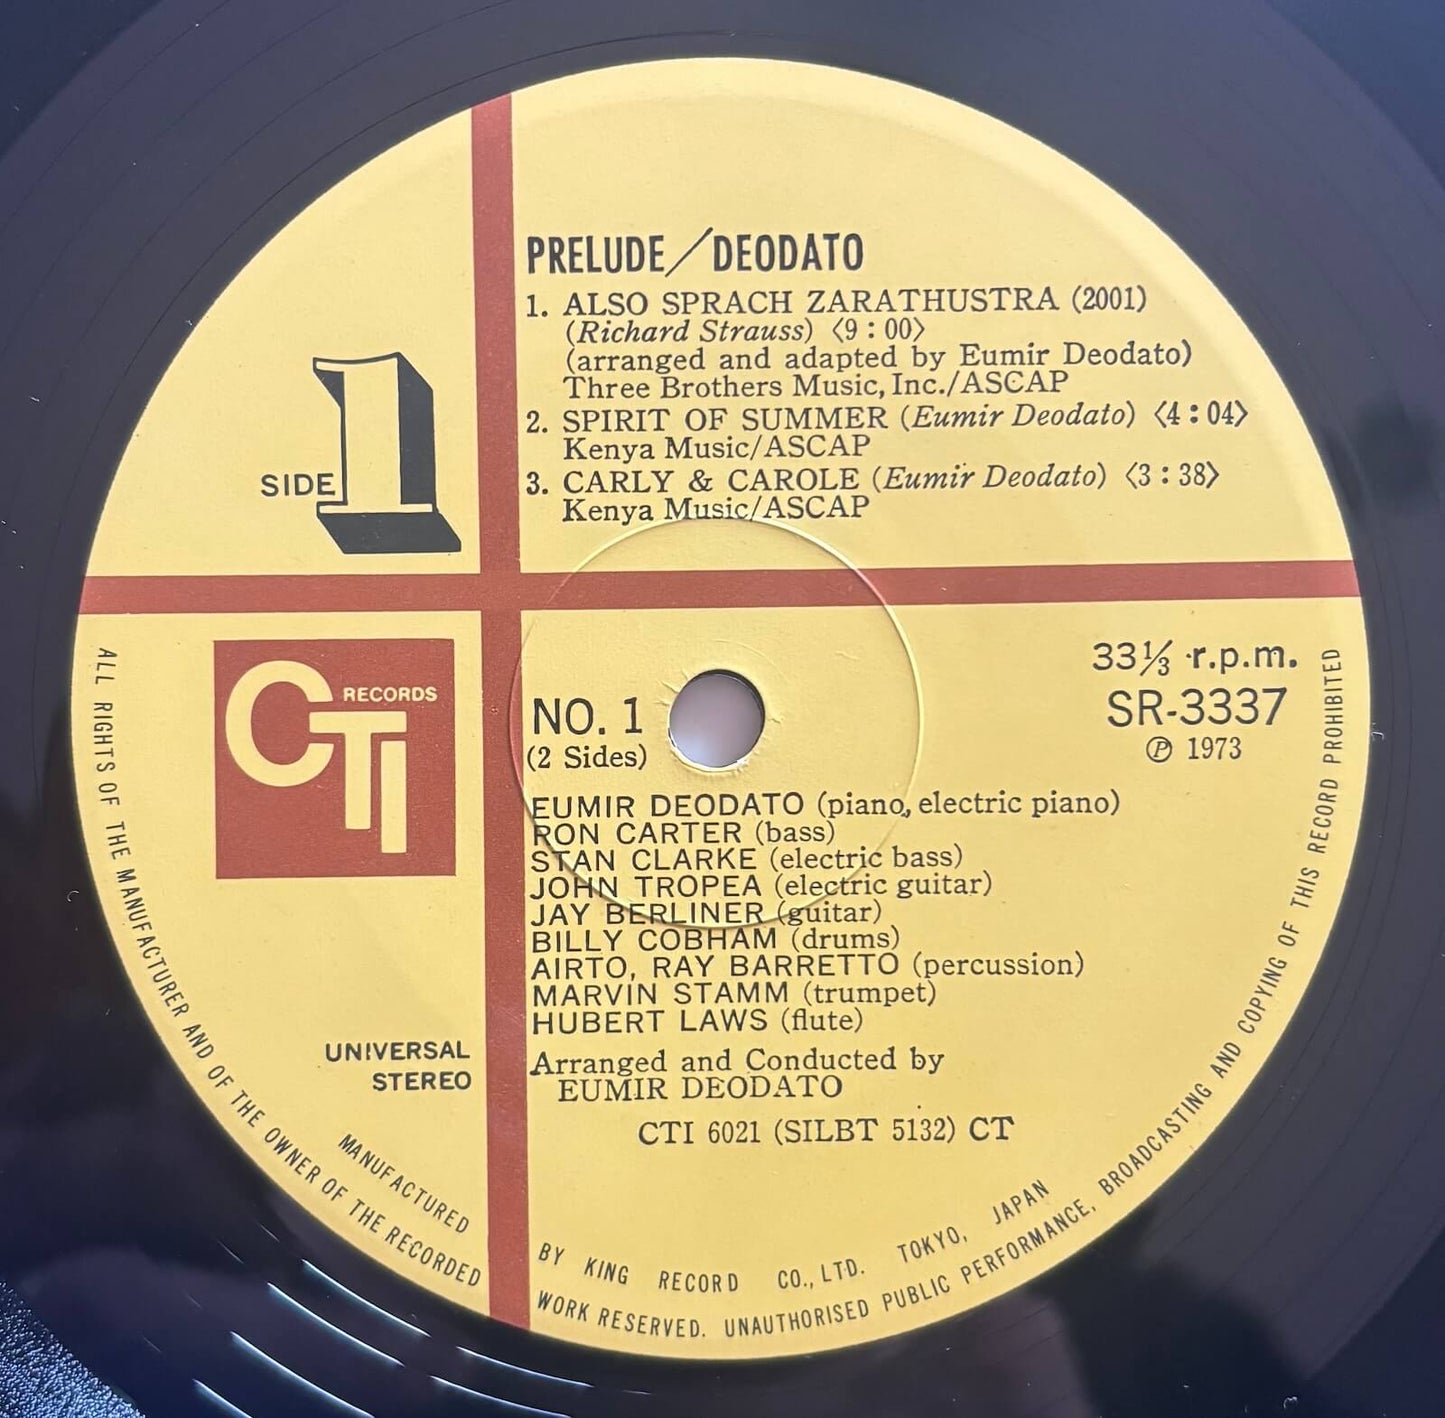 PRELUDE/DEODATO
1. ALSO SPRACH ZARATHUSTRA (2001)
(Richard Strauss) 〈9:00〉
(arranged and adapted by Eumir Deodato)
Three Brothers Music, Inc./ASCAP
2. SPIRIT OF SUMMER (Eumir Deodato) 〈4:04〉
Kenya Music/ASCAP
3. CARLY & CAROLE (Eumir Deodato) 〈3:38〉
Kenya Music/ASCAP
SIDE 1
CTI RECORDS
NO. 1
(2 Sides)
33⅓ r.p.m.
SR-3337
Ⓟ 1973
EUMIR DEODATO (piano, electric piano)
RON CARTER (bass)
STAN CLARKE (electric bass)
JOHN TROPEA (electric guitar)
JAY BERLINER (guitar)
BILLY COBHAM (drums)
AIRTO, RAY BARRETTO (percussion)
MARVIN STAMM (trumpet)
HUBERT LAWS (flute)
Arranged and Conducted by
EUMIR DEODATO
CTI 6021 (SILBT 5132) CT
UNIVERSAL
STEREO
MANUFACTURED BY KING RECORD CO., LTD. TOKYO, JAPAN
ALL RIGHTS OF THE MANUFACTURER AND OF THE OWNER OF THE RECORDED WORK RESERVED. UNAUTHORISED PUBLIC PERFORMANCE, BROADCASTING AND COPYING OF THIS RECORD PROHIBITED